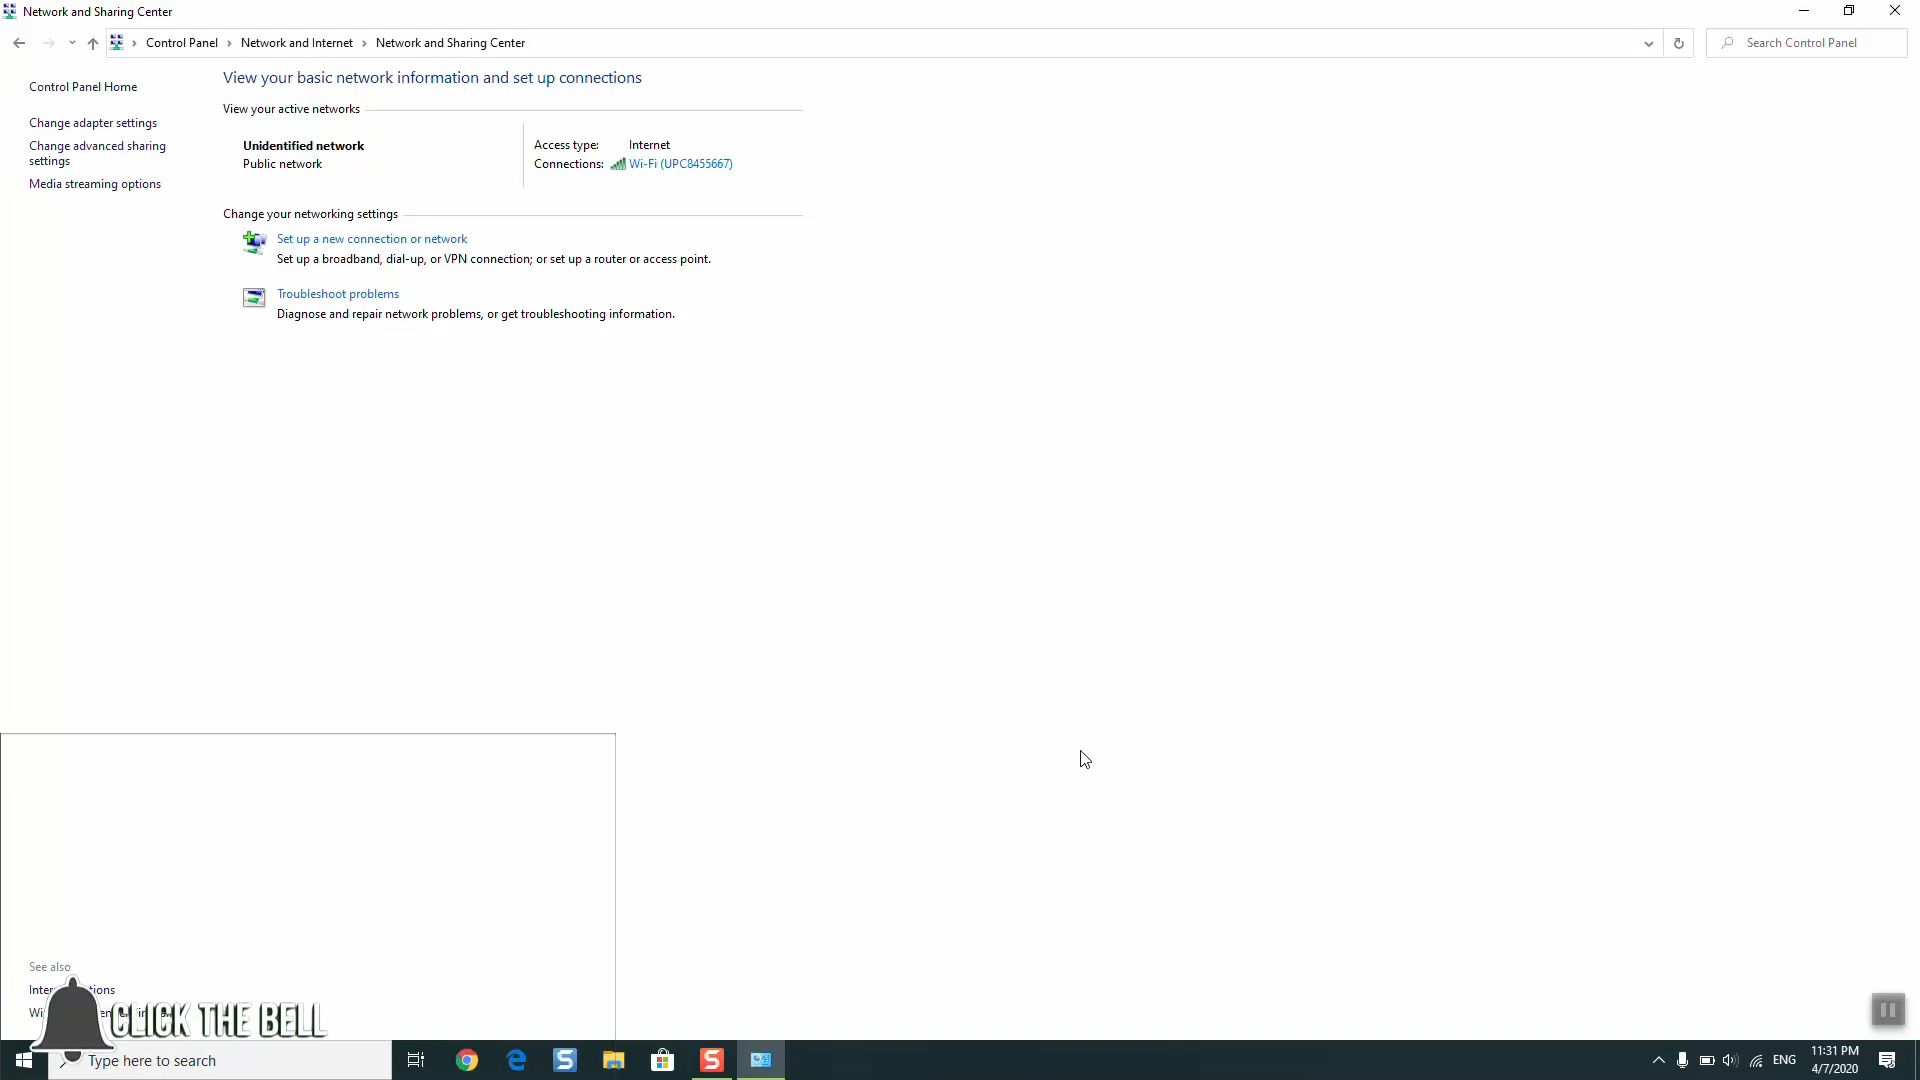 Network and Sharing Center
Control Panel > Network and Internet > Network and Sharing Center
Search Control Panel
Control Panel Home
Change adapter settings
Change advanced sharing
settings
Media streaming options
View your basic network information and set up connections
View your active networks
Unidentified network
Public network
Access type: Internet
Connections: Wi-Fi (UPC8455667)
Change your networking settings
Set up a new connection or network
Set up a broadband, dial-up, or VPN connection; or set up a router or access point.
Troubleshoot problems
Diagnose and repair network problems, or get troubleshooting information.
See also
CLICK THE BELL
Type here to search
ENG
11:31 PM
4/7/2020